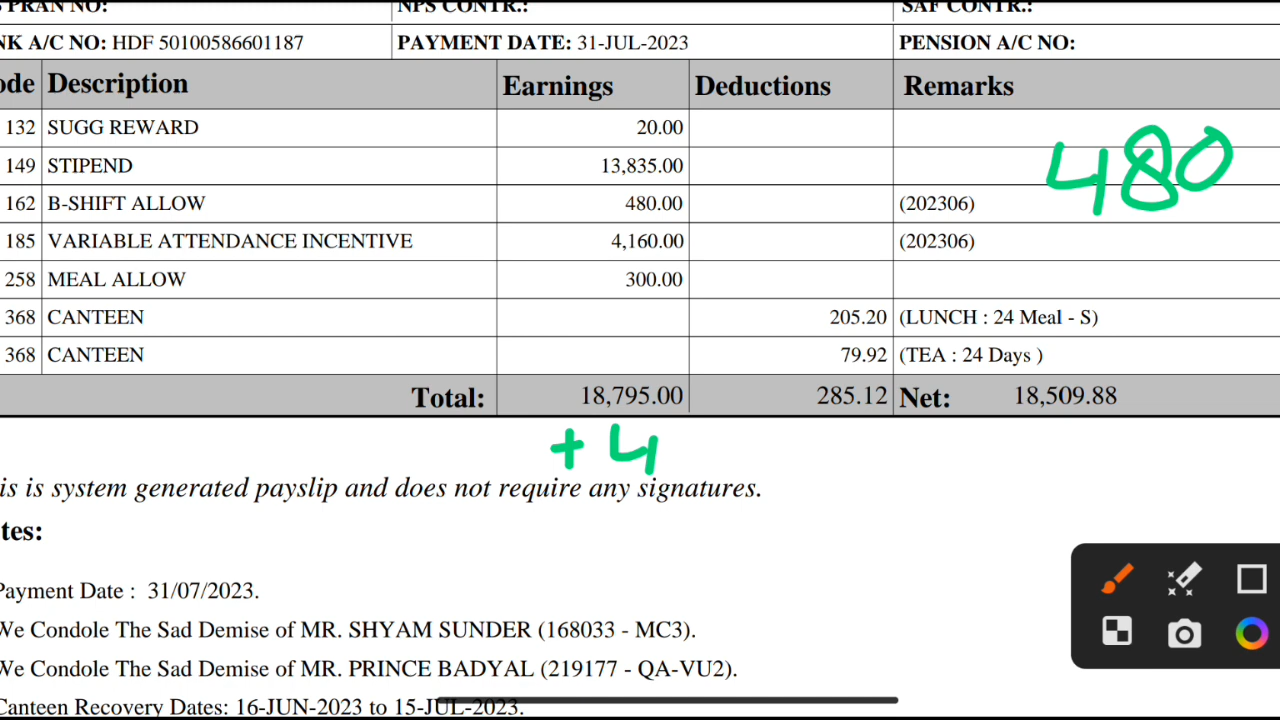 PRAN NO: NPS CONTR.: SAF CONTR.:
NK A/C NO: HDF 50100586601187 PAYMENT DATE: 31-JUL-2023 PENSION A/C NO:
ode Description Earnings Deductions Remarks
132 SUGG REWARD 20.00
149 STIPEND 13,835.00
480
162 B-SHIFT ALLOW 480.00 (202306)
185 VARIABLE ATTENDANCE INCENTIVE 4,160.00 (202306)
258 MEAL ALLOW 300.00
368 CANTEEN 205.20 (LUNCH : 24 Meal - S)
368 CANTEEN 79.92 (TEA : 24 Days )
Total: 18,795.00 285.12 Net: 18,509.88
+ 4
is is system generated payslip and does not require any signatures.
tes:
Payment Date : 31/07/2023.
We Condole The Sad Demise of MR. SHYAM SUNDER (168033 - MC3).
We Condole The Sad Demise of MR. PRINCE BADYAL (219177 - QA-VU2).
Canteen Recovery Dates: 16-JUN-2023 to 15-JUL-2023.